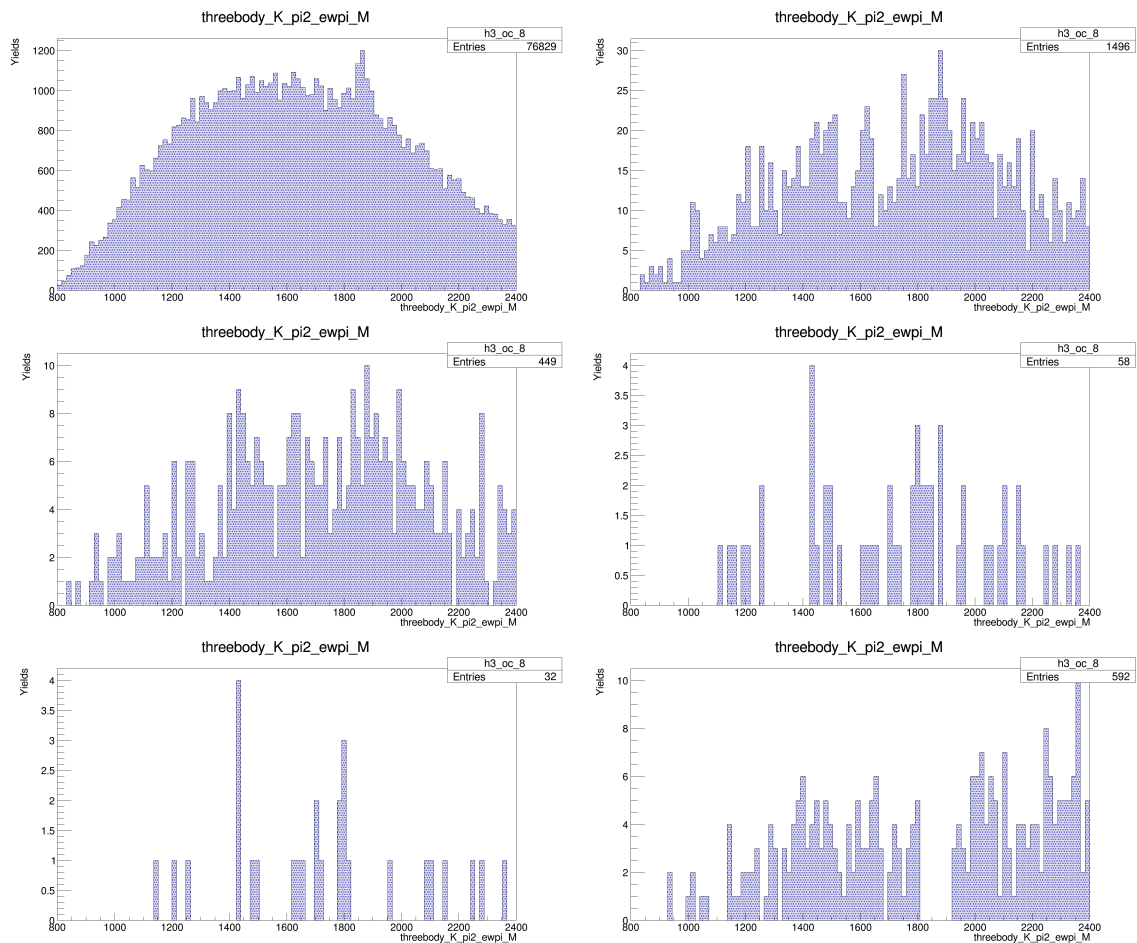 threebody_K_pi2_ewpi_M
h3_oc_8
Entries 76829
Yields
1200
1000
800
600
400
200
0
800 1000 1200 1400 1600 1800 2000 2200 2400
threebody_K_pi2_ewpi_M
threebody_K_pi2_ewpi_M
h3_oc_8
Entries 1496
Yields
30
25
20
15
10
5
0
800 1000 1200 1400 1600 1800 2000 2200 2400
threebody_K_pi2_ewpi_M
threebody_K_pi2_ewpi_M
h3_oc_8
Entries 449
Yields
10
8
6
4
2
0
800 1000 1200 1400 1600 1800 2000 2200 2400
threebody_K_pi2_ewpi_M
threebody_K_pi2_ewpi_M
h3_oc_8
Entries 58
Yields
4
3.5
3
2.5
2
1.5
1
0.5
0
800 1000 1200 1400 1600 1800 2000 2200 2400
threebody_K_pi2_ewpi_M
threebody_K_pi2_ewpi_M
h3_oc_8
Entries 32
Yields
4
3.5
3
2.5
2
1.5
1
0.5
0
800 1000 1200 1400 1600 1800 2000 2200 2400
threebody_K_pi2_ewpi_M
threebody_K_pi2_ewpi_M
h3_oc_8
Entries 592
Yields
10
8
6
4
2
0
800 1000 1200 1400 1600 1800 2000 2200 2400
threebody_K_pi2_ewpi_M